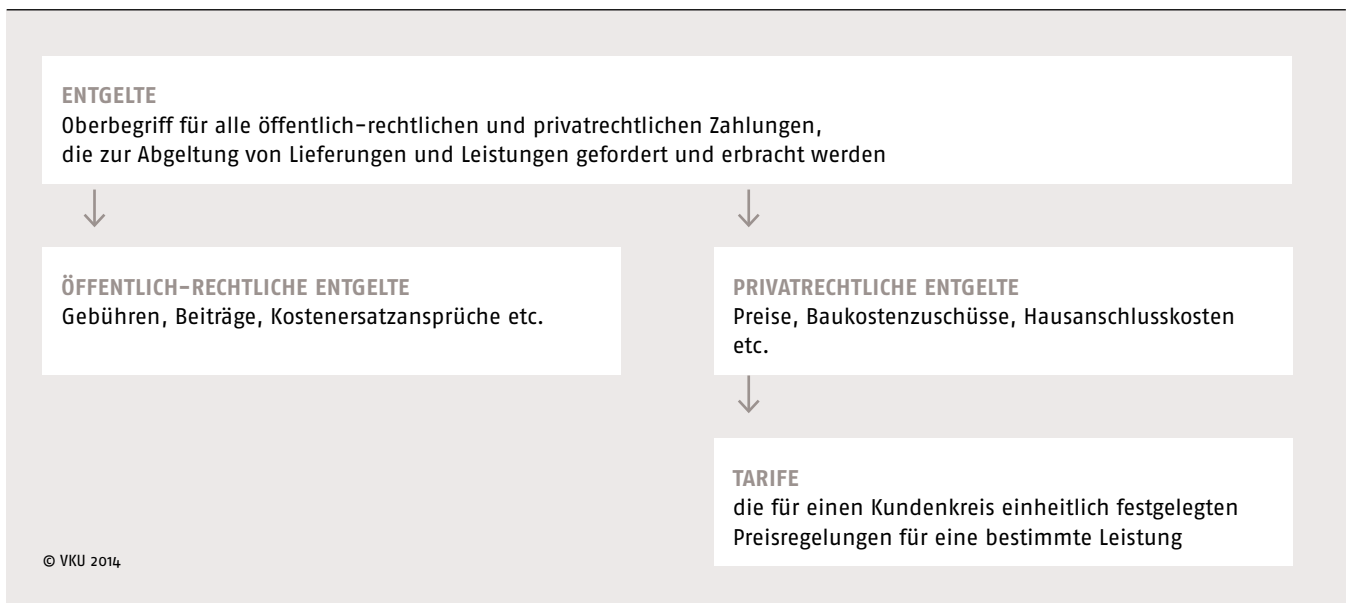 ENTGELTE
Oberbegriff für alle öffentlich-rechtlichen und privatrechtlichen Zahlungen,
die zur Abgeltung von Lieferungen und Leistungen gefordert und erbracht werden
ÖFFENTLICH-RECHTLICHE ENTGELTE
Gebühren, Beiträge, Kostenersatzansprüche etc.
PRIVATRECHTLICHE ENTGELTE
Preise, Baukostenzuschüsse, Hausanschlusskosten
etc.
TARIFE
die für einen Kundenkreis einheitlich festgelegten
Preisregelungen für eine bestimmte Leistung
© VKU 2014